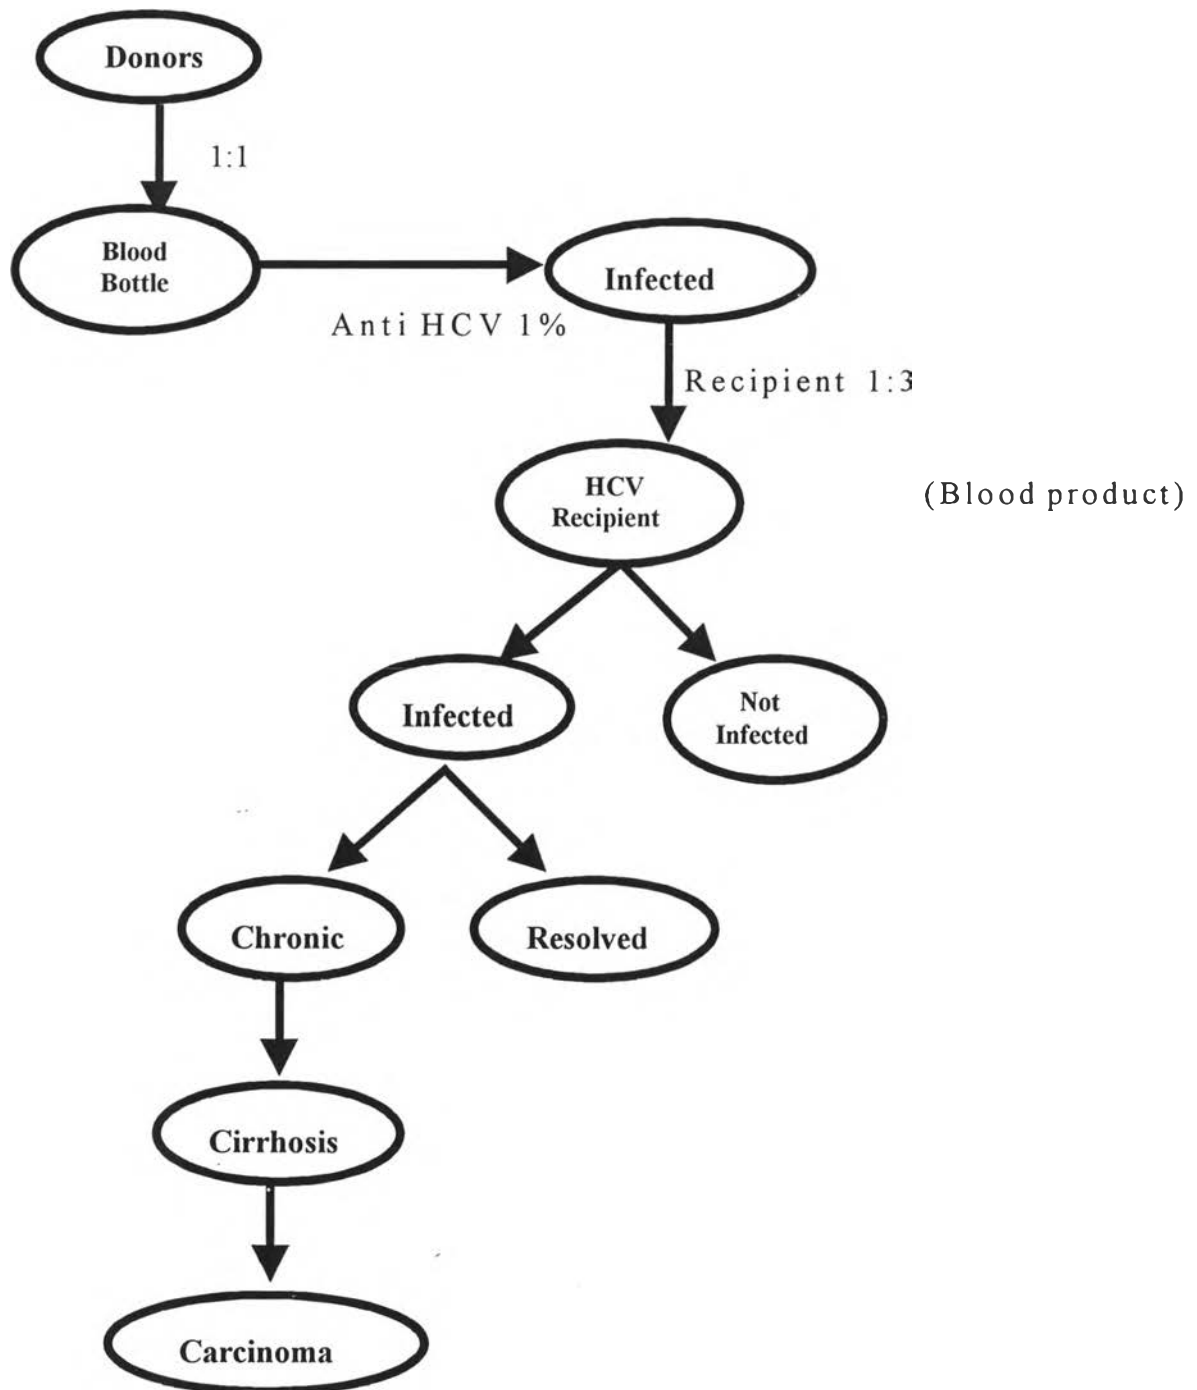 Donors
1:1
Blood
Bottle
Infected
Anti HCV 1%
Recipient 1:3
HCV
Recipient
(Blood product)
Infected
Not
Infected
Chronic
Resolved
Cirrhosis
Carcinoma